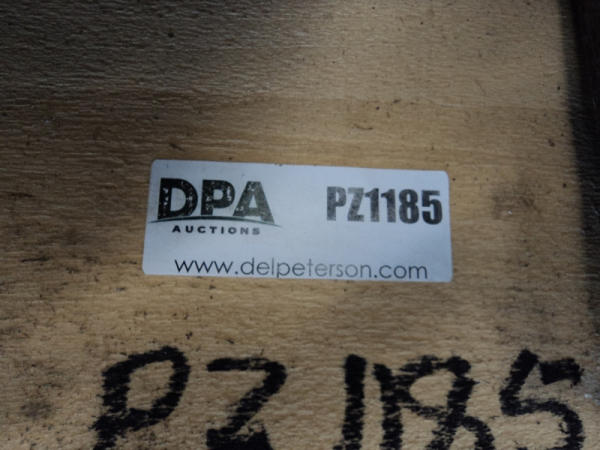 DPA
AUCTIONS
PZ1185
www.delpeterson.com
PZ1185